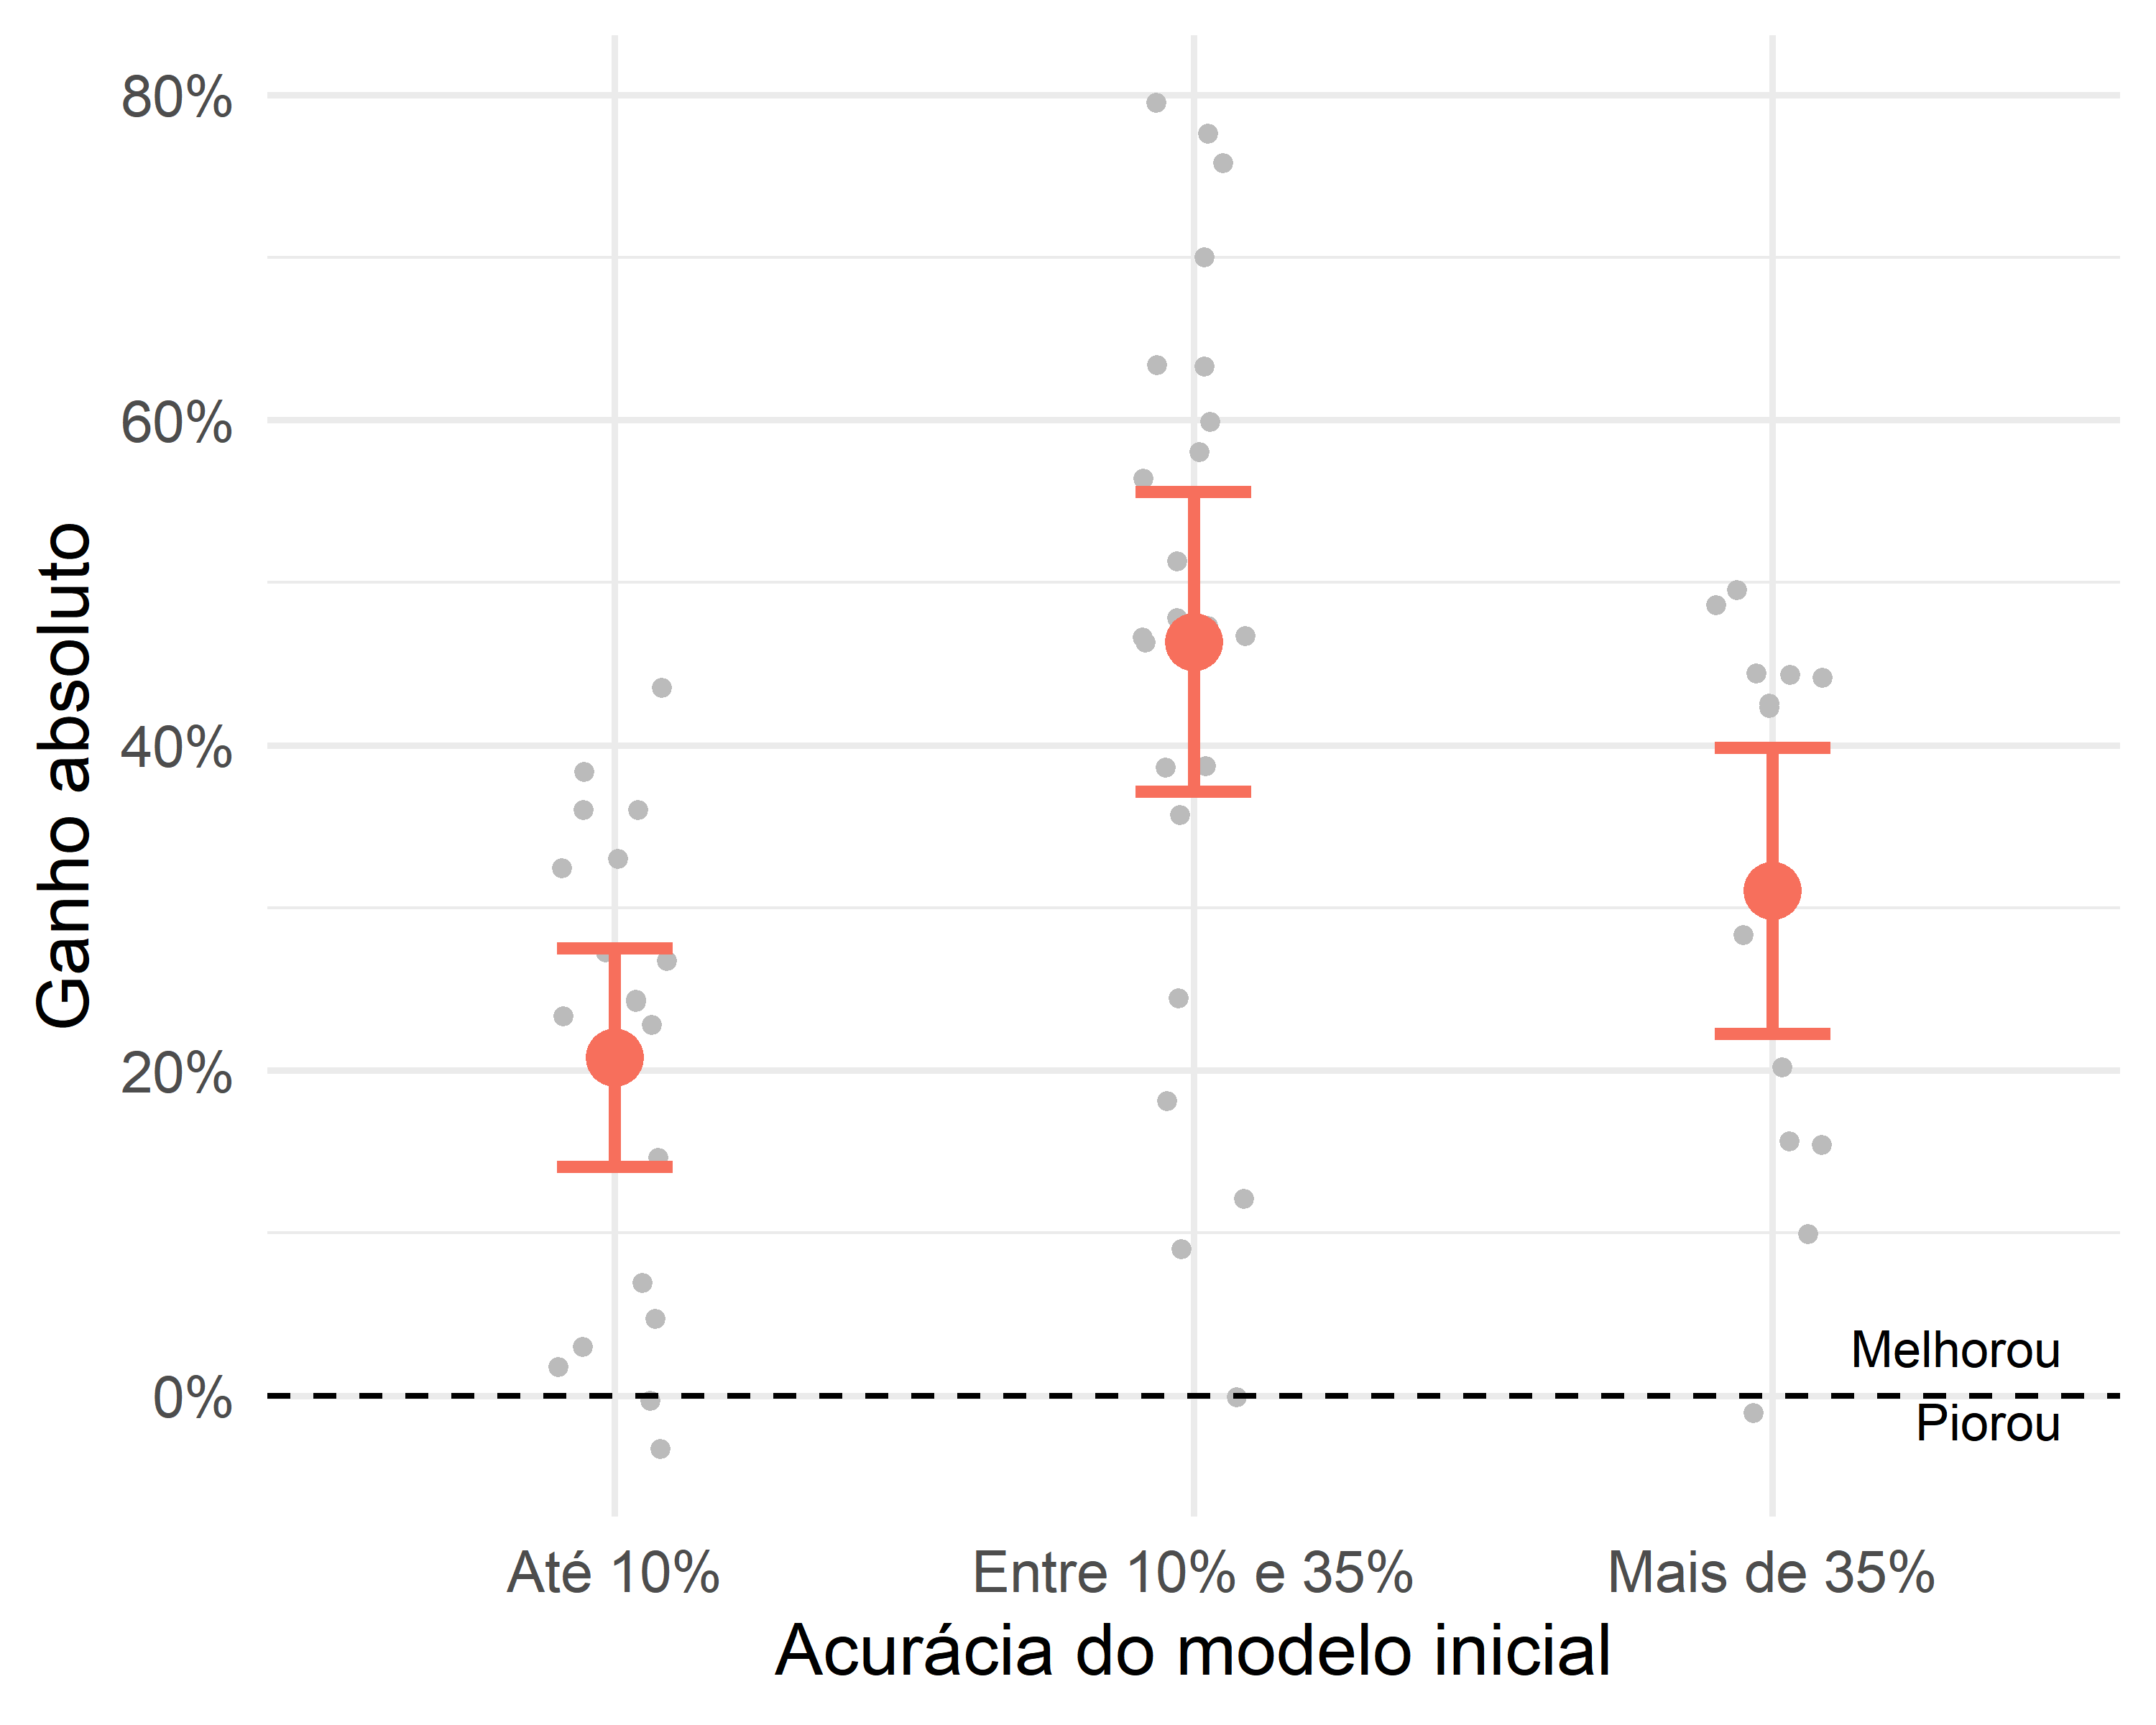 Ganho absoluto
80%
60%
40%
20%
0%
Melhorou
Piorou
Até 10%
Entre 10% e 35%
Mais de 35%
Acurácia do modelo inicial